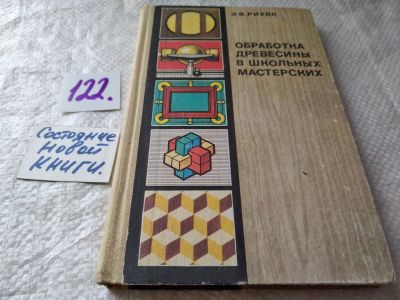 Э.В. РИХВК
ОБРАБОТКА
ДРЕВЕСИНЫ
В ШКОЛЬНЫХ
МАСТЕРСКИХ
122.
Состояние
новой
книги.